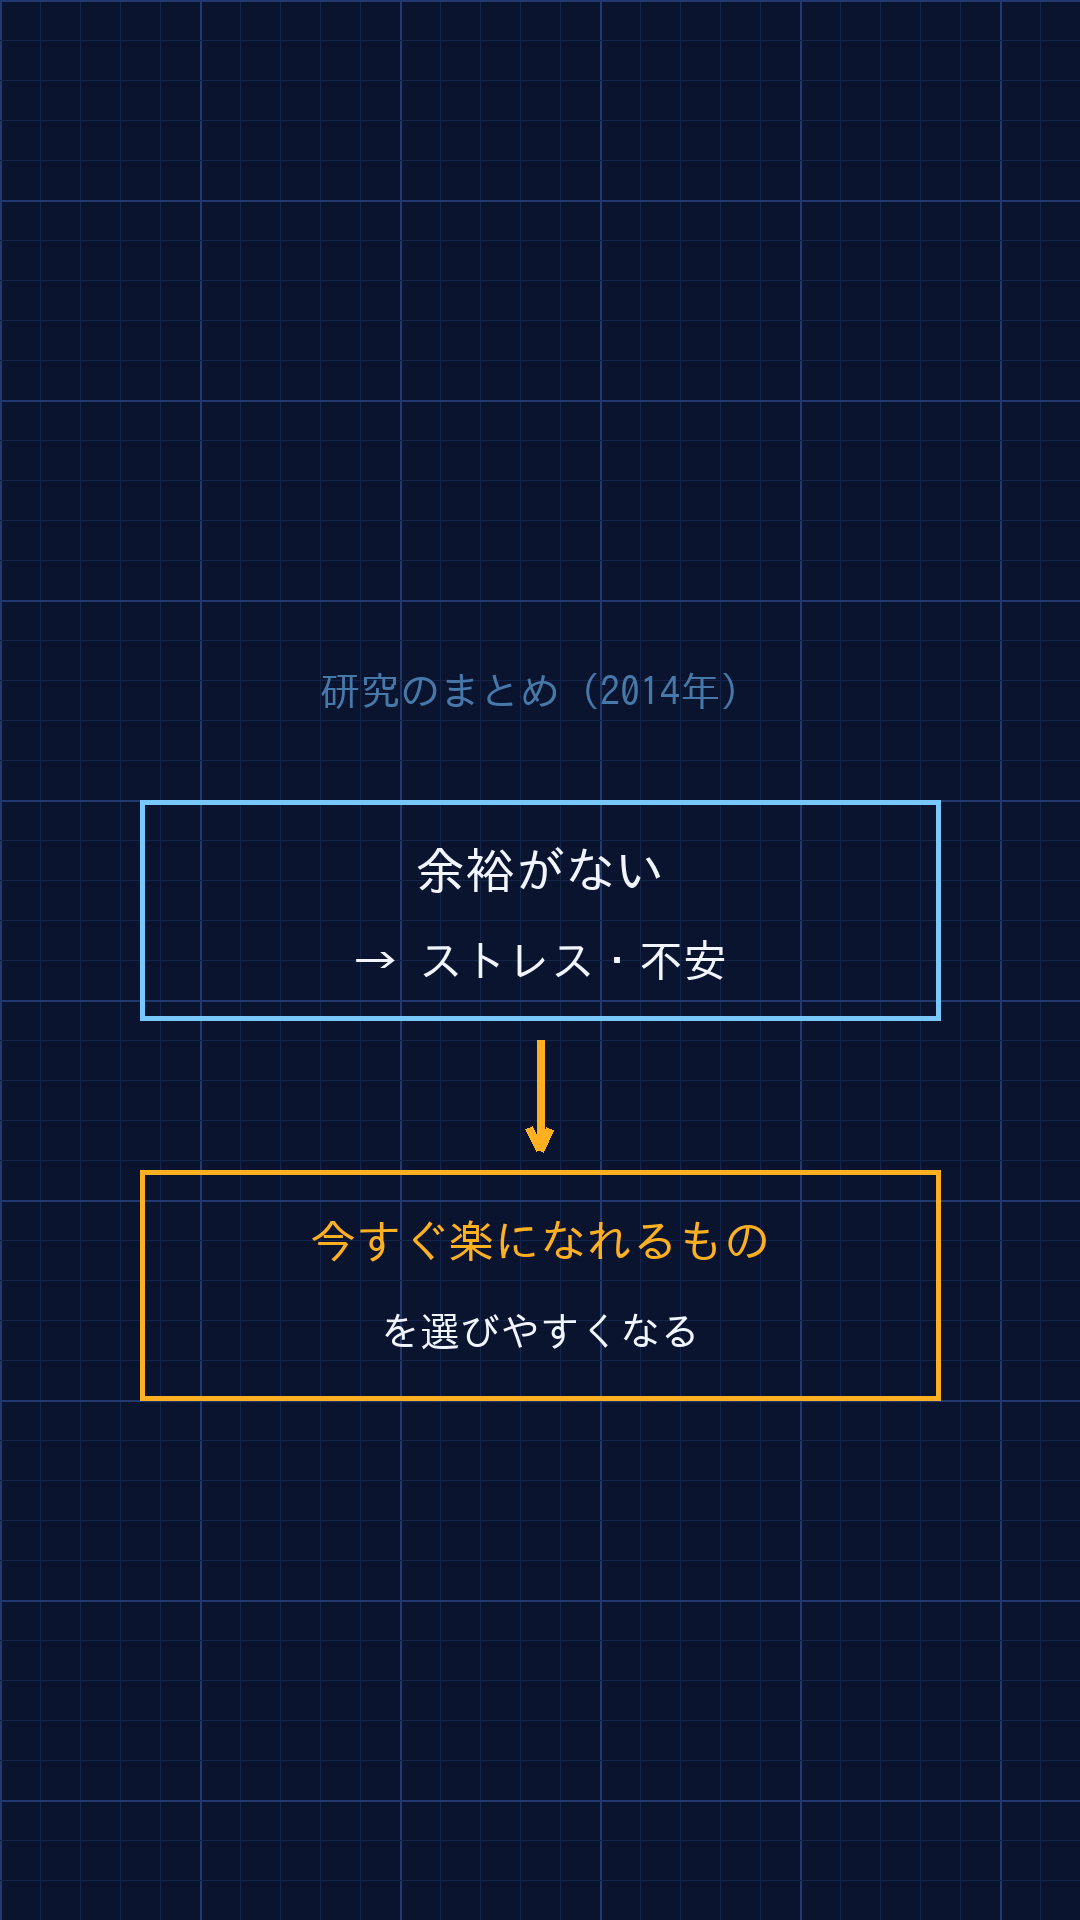 研究のまとめ（2014年）
余裕がない
→ ストレス・不安
今すぐ楽になれるもの
を選びやすくなる